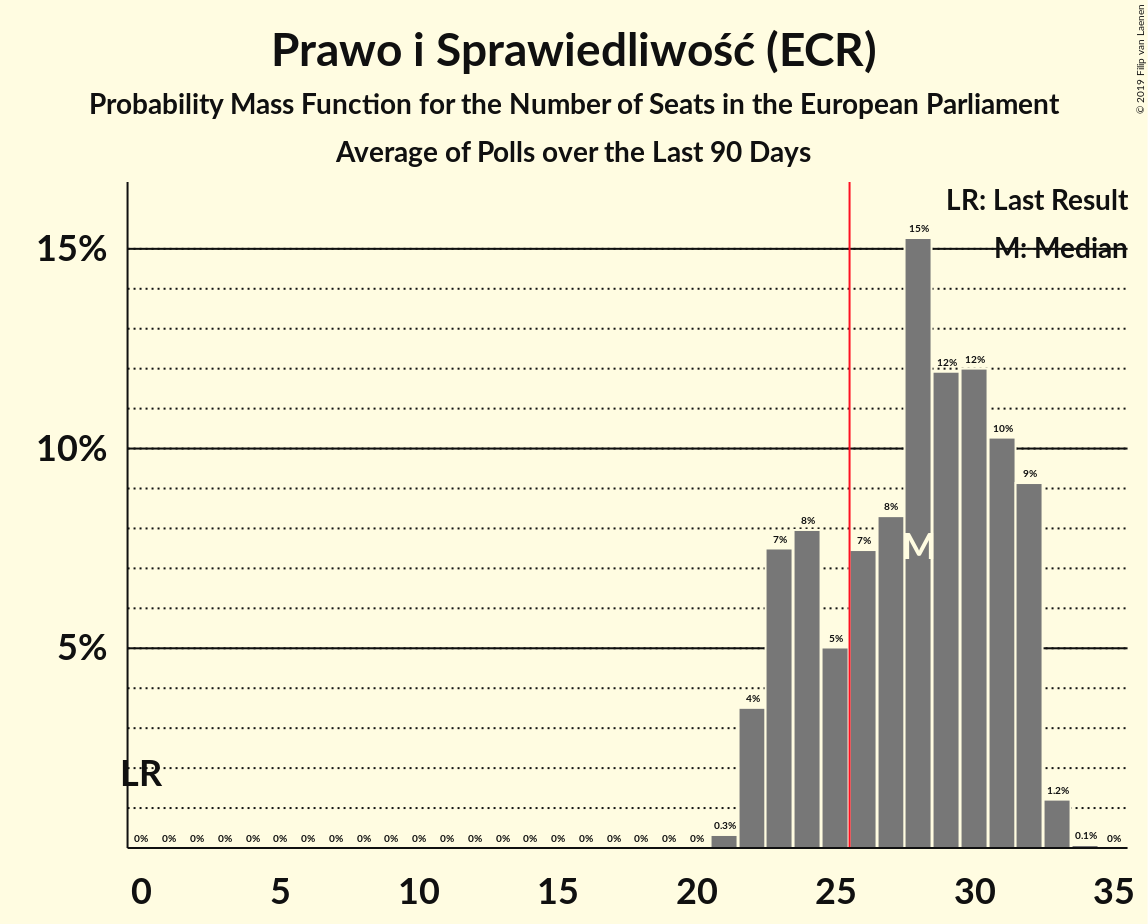 Prawo i Sprawiedliwość (ECR)
Probability Mass Function for the Number of Seats in the European Parliament
Average of Polls over the Last 90 Days
© 2019 Filip van Laenen
LR: Last Result
M: Median
15%
10%
5%
LR
M
0% 0% 0% 0% 0% 0% 0% 0% 0% 0% 0% 0% 0% 0% 0% 0% 0% 0% 0% 0% 0% 0.3% 4% 7% 8% 5% 7% 8% 15% 12% 12% 10% 9% 1.2% 0.1% 0%
0 5 10 15 20 25 30 35